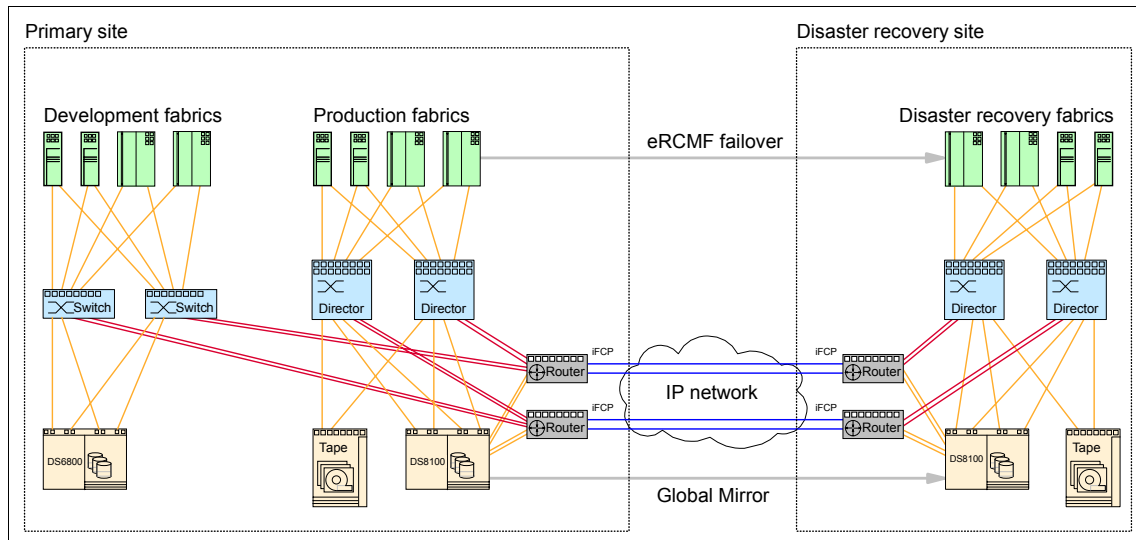 Primary site
Disaster recovery site
Development fabrics
Production fabrics
Disaster recovery fabrics
eRCMF failover
Switch
Switch
Director
Director
Director
Director
iFCP
iFCP
Router
Router
IP network
iFCP
iFCP
Router
Router
DS6800
Tape
DS8100
DS8100
Tape
Global Mirror